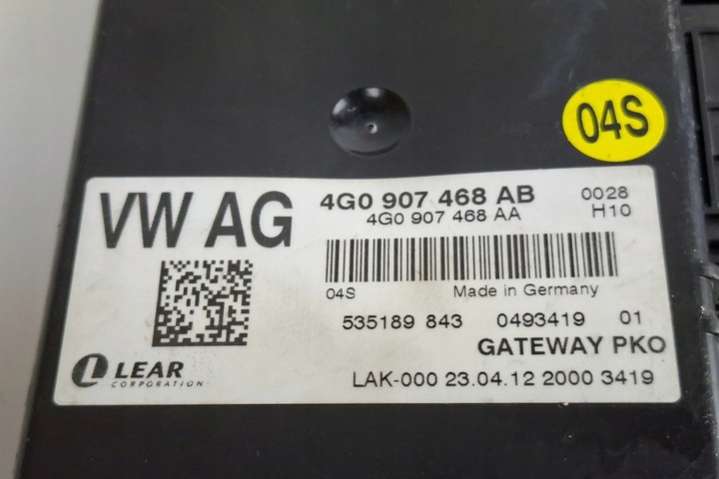 04S
VW AG
4G0 907 468 AB 0028
4G0 907 468 AA H10
04S Made in Germany
535189 843 0493419 01
GATEWAY PKO
LEAR
CORPORATION
LAK-000 23.04.12 2000 3419